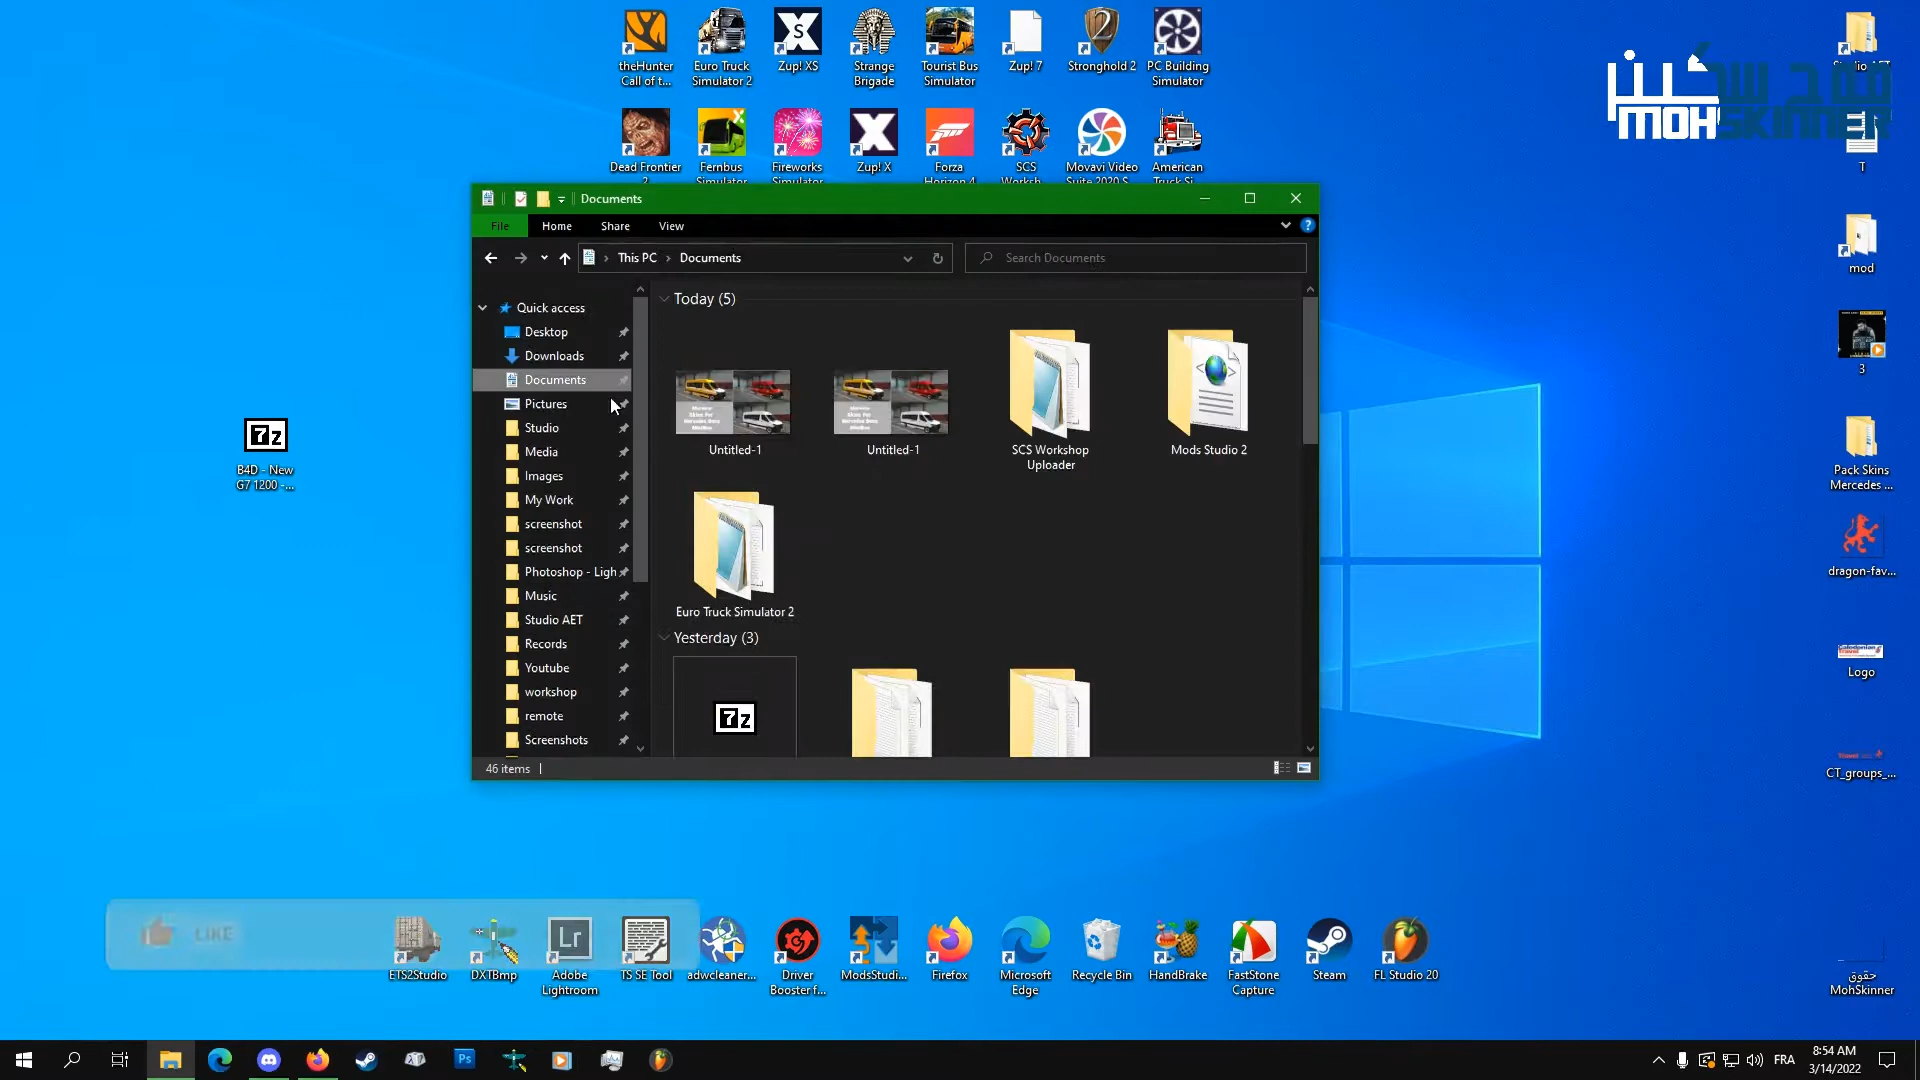 theHunter
Call of t...
Euro Truck
Simulator 2
Zup! XS
Strange
Brigade
Tourist Bus
Simulator
Zup! 7
Stronghold 2
PC Building
Simulator
Dead Frontier
2
Fernbus
Simulator
Fireworks
Simulator
Zup! X
Forza
Horizon 4
SCS
Worksh...
Movavi Video
Suite 2020 S...
American
Truck Si...
MOHSKINNER
Studio AET
T
mod
3
Pack Skins
Mercedes ...
dragon-fav...
Logo
CT_groups_...
حقوق
MohSkinner
B4D - New
G7 1200 -...
Documents
File
Home
Share
View
This PC
Documents
Search Documents
Quick access
Desktop
Downloads
Documents
Pictures
Studio
Media
Images
My Work
screenshot
screenshot
Photoshop - Ligh
Music
Studio AET
Records
Youtube
workshop
remote
Screenshots
Today (5)
Untitled-1
Untitled-1
SCS Workshop
Uploader
Mods Studio 2
Euro Truck Simulator 2
Yesterday (3)
7z
46 items
LIKE
ETS2Studio
DXTBmp
Adobe
Lightroom
TS SE Tool
adwcleaner...
Driver
Booster f...
ModsStudi...
Firefox
Microsoft
Edge
Recycle Bin
HandBrake
FastStone
Capture
Steam
FL Studio 20
FRA
8:54 AM
3/14/2022